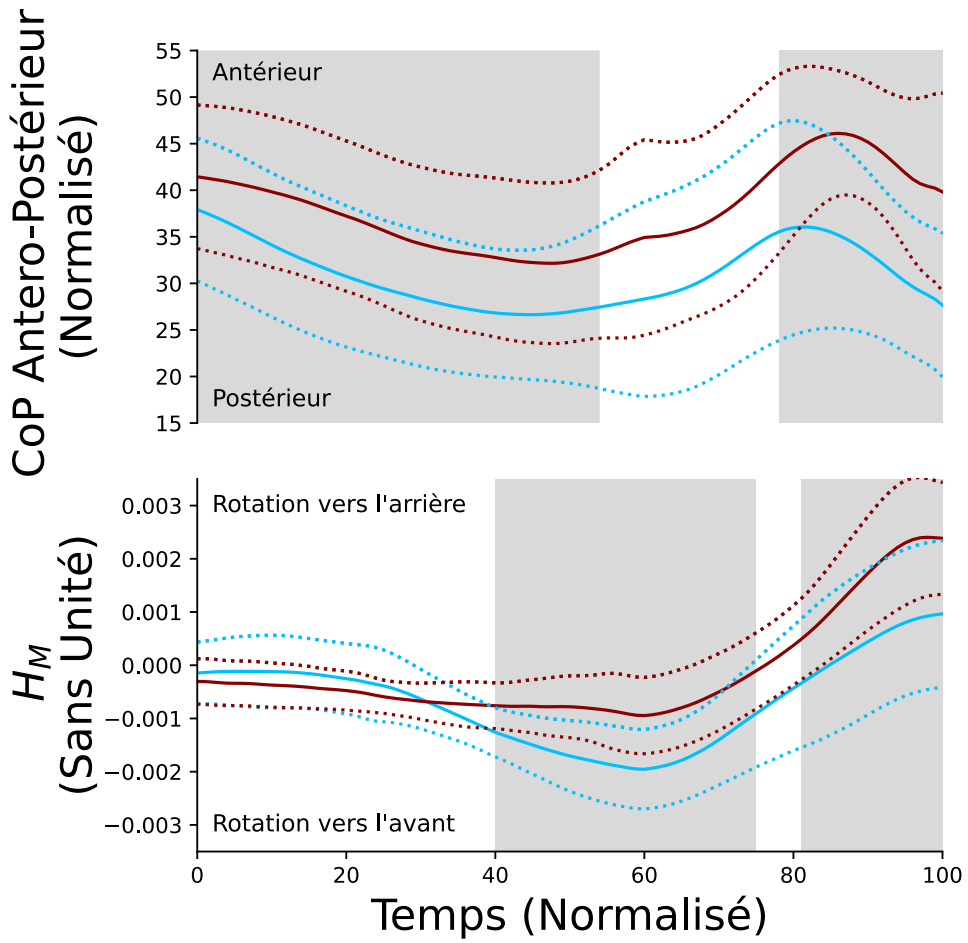 CoP Antero-Postérieur
(Normalisé)
55
50
45
40
35
30
25
20
15
Antérieur
Postérieur
H_M
(Sans Unité)
0.003
0.002
0.001
0.000
−0.001
−0.002
−0.003
Rotation vers l'arrière
Rotation vers l'avant
0 20 40 60 80 100
Temps (Normalisé)